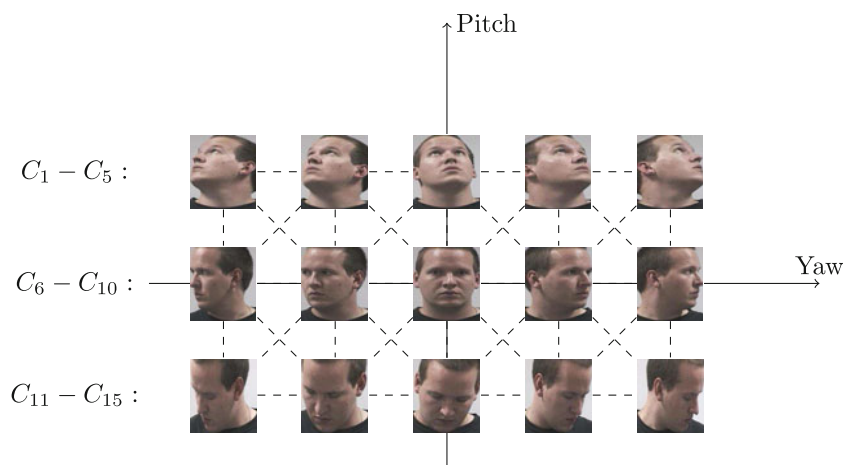 Pitch
C₁ − C₅ :
Yaw
C₆ − C₁₀ :
C₁₁ − C₁₅ :